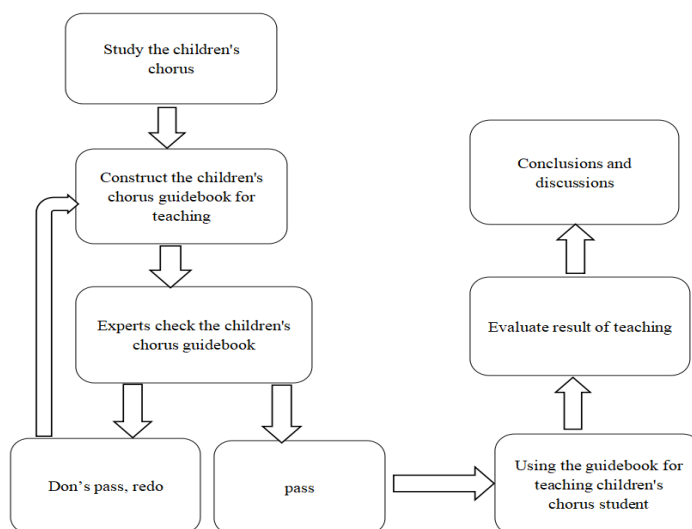 Study the children's
chorus
Construct the children's
chorus guidebook for
teaching
Experts check the children's
chorus guidebook
Don’s pass, redo
pass
Using the guidebook for
teaching children's
chorus student
Evaluate result of teaching
Conclusions and
discussions